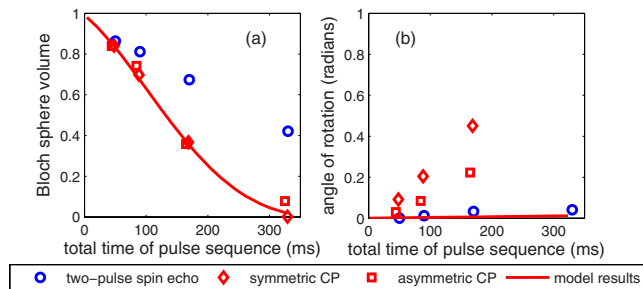 Bloch sphere volume
1
0.8
0.6
0.4
0.2
0
0 100 200 300
total time of pulse sequence (ms)
(a)
angle of rotation (radians)
1
0.8
0.6
0.4
0.2
0
0 100 200 300
total time of pulse sequence (ms)
(b)
two−pulse spin echo symmetric CP asymmetric CP model results